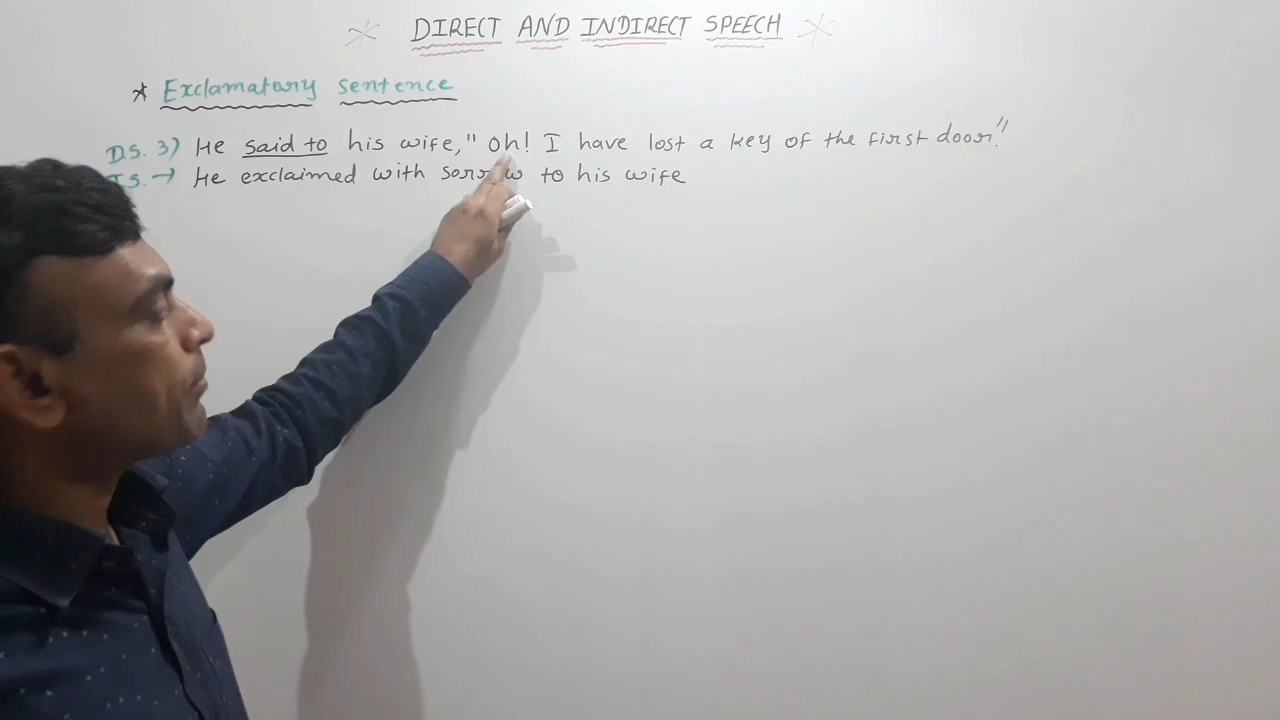 DIRECT AND INDIRECT SPEECH
* Exclamatory sentence
D.S. 3) He said to his wife," Oh! I have lost a key of the first door."
I.S. → He exclaimed with sorrow to his wife